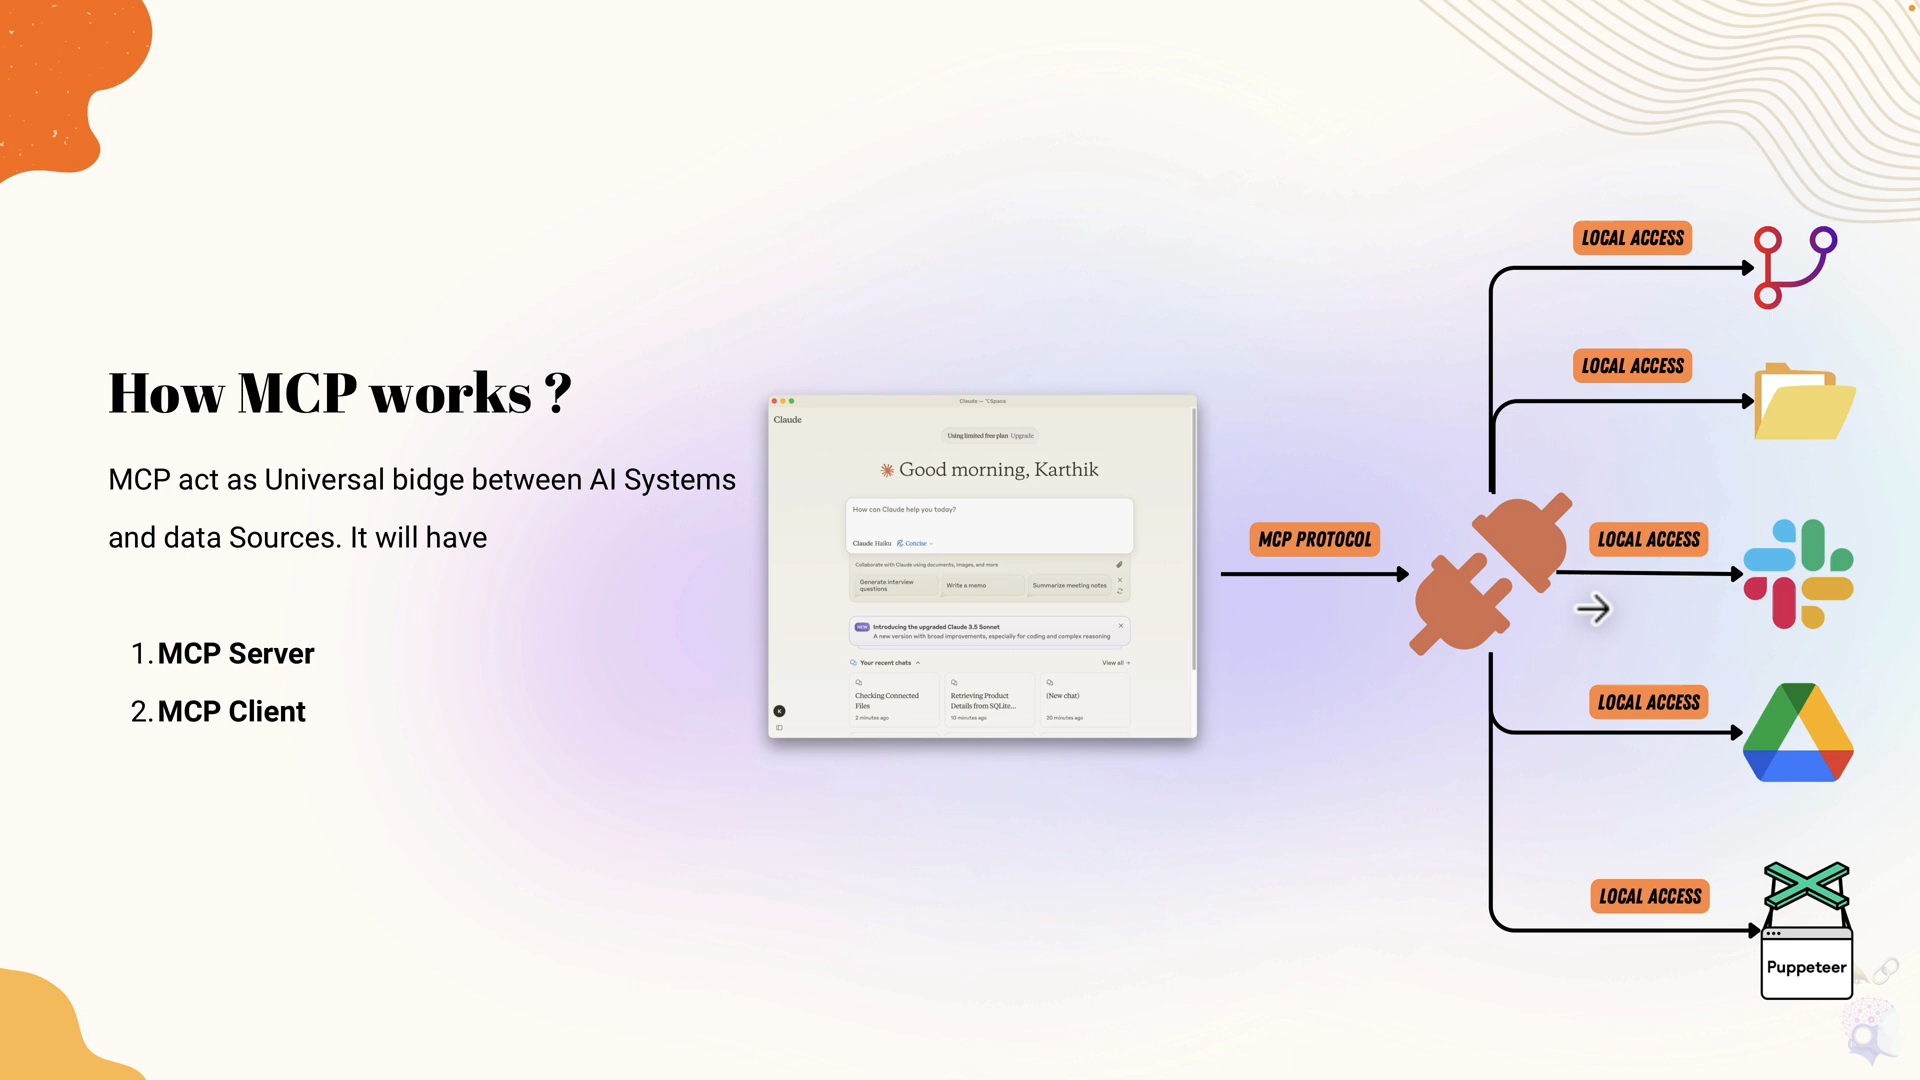 How MCP works ?
MCP act as Universal bidge between AI Systems
and data Sources. It will have
1. MCP Server
2. MCP Client
Claude — ⌥Space
Claude
Using limited free plan Upgrade
Good morning, Karthik
How can Claude help you today?
Claude Haiku Concise
Collaborate with Claude using documents, images, and more
Generate interview
questions
Write a memo
Summarize meeting notes
NEW Introducing the upgraded Claude 3.5 Sonnet
A new version with broad improvements, especially for coding and complex reasoning
Your recent chats
View all →
Checking Connected
Files
2 minutes ago
Retrieving Product
Details from SQLite...
10 minutes ago
(New chat)
20 minutes ago
K
MCP PROTOCOL
LOCAL ACCESS
LOCAL ACCESS
LOCAL ACCESS
LOCAL ACCESS
LOCAL ACCESS
Puppeteer